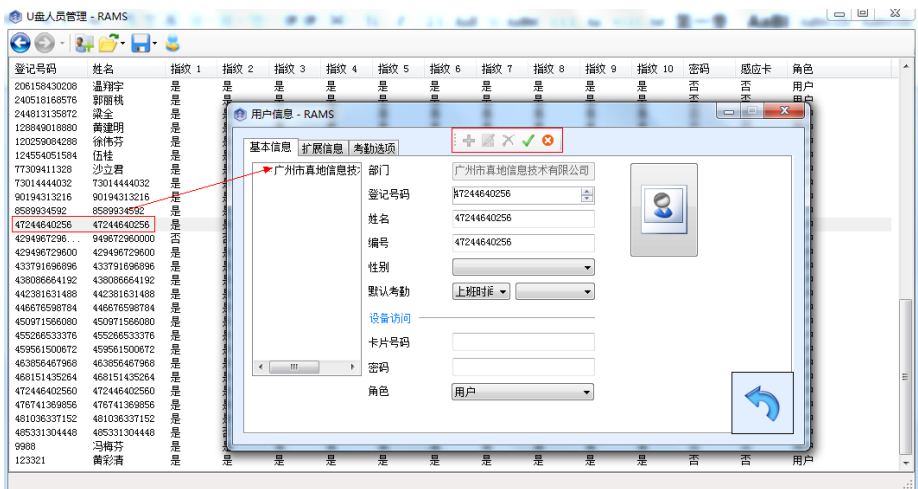 U盘人员管理 - RAMS
登记号码 姓名 指纹 1 指纹 2 指纹 3 指纹 4 指纹 5 指纹 6 指纹 7 指纹 8 指纹 9 指纹 10 密码 感应卡 角色
206158430208 温翔宇 是 是 是 是 是 是 是 是 是 是 否 否 用户
240518168576 郭丽桃 是
244813135872 梁全 是
128849018880 黄建明 是
120259084288 徐伟芬 是
124554051584 伍桂 是
77309411328 沙立君 是
73014444032 73014444032 是
90194313216 90194313216 是
8589934592 8589934592 是
47244640256 47244640256 是
4294967296... 949672960000 否
429496729600 429496729600 是
433791696896 433791696896 是
438086664192 438086664192 是
442381631488 442381631488 是
446676598784 446676598784 是
450971566080 450971566080 是
455266533376 455266533376 是
459561500672 459561500672 是
463856467968 463856467968 是
468151435264 468151435264 是
472446402560 472446402560 是
476741369856 476741369856 是
481036337152 481036337152 是
485331304448 485331304448 是
9988 冯梅芬 是
123321 黄彩清 是 是 是 是 是 是 是 是 是 是 否 否 用户
用户信息 - RAMS
基本信息 扩展信息 考勤选项
广州市真地信息技
部门 广州市真地信息技术有限公司
登记号码 47244640256
姓名 47244640256
编号 47244640256
性别
默认考勤 上班时间
设备访问
卡片号码
密码
角色 用户